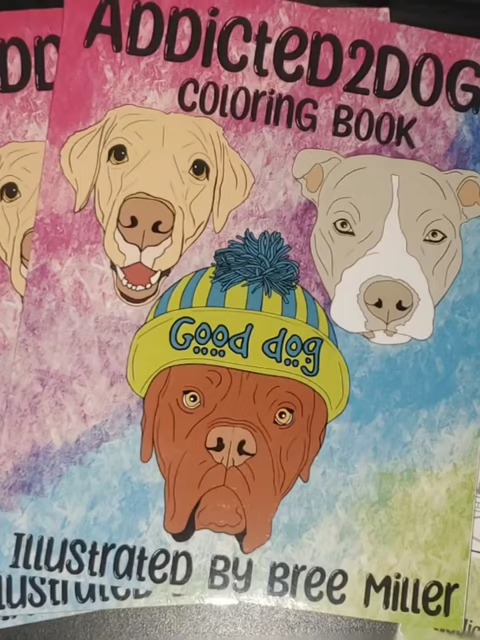 ADDiCTED2DOG
COLORiNG BOOK
Good dog
ILLUSTRATED BY BREE MILLER